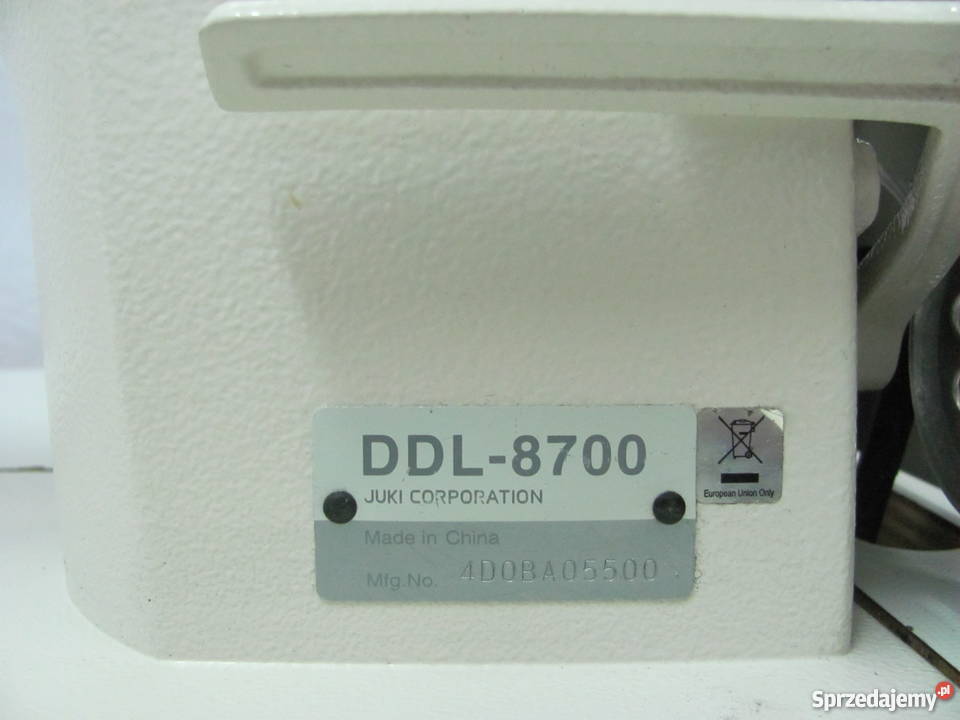 DDL-8700
JUKI CORPORATION
European Union Only
Made in China
Mfg.No. 4D0BA05500
Sprzedajemy.pl